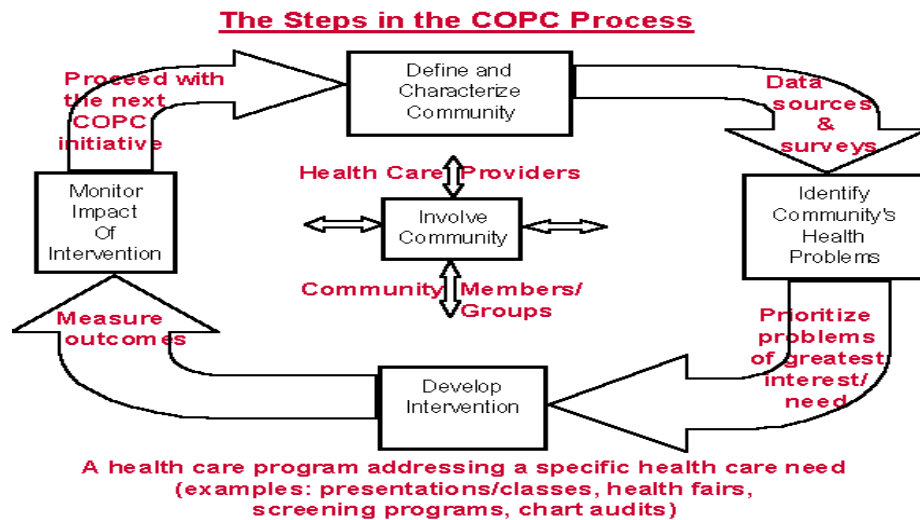 The Steps in the COPC Process
Define and
Characterize
Community
Data
sources
&
surveys
Identify
Community's
Health
Problems
Prioritize
problems
of greatest
interest/
need
Develop
Intervention
A health care program addressing a specific health care need
(examples: presentations/classes, health fairs,
screening programs, chart audits)
Measure
outcomes
Monitor
Impact
Of
Intervention
Proceed with
the next
COPC
initiative
Health Care Providers
Involve
Community
Community Members/
Groups